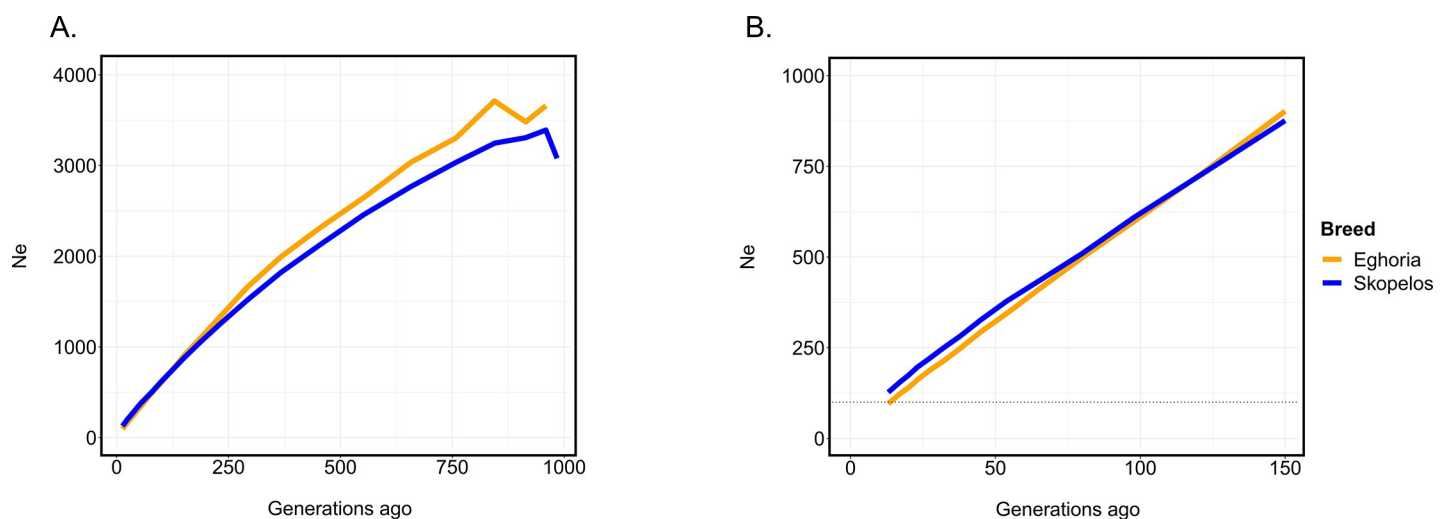 A.
4000
3000
2000
1000
0
Ne
0 250 500 750 1000
Generations ago
B.
1000
750
500
250
0
Ne
0 50 100 150
Generations ago
Breed
Eghoria
Skopelos